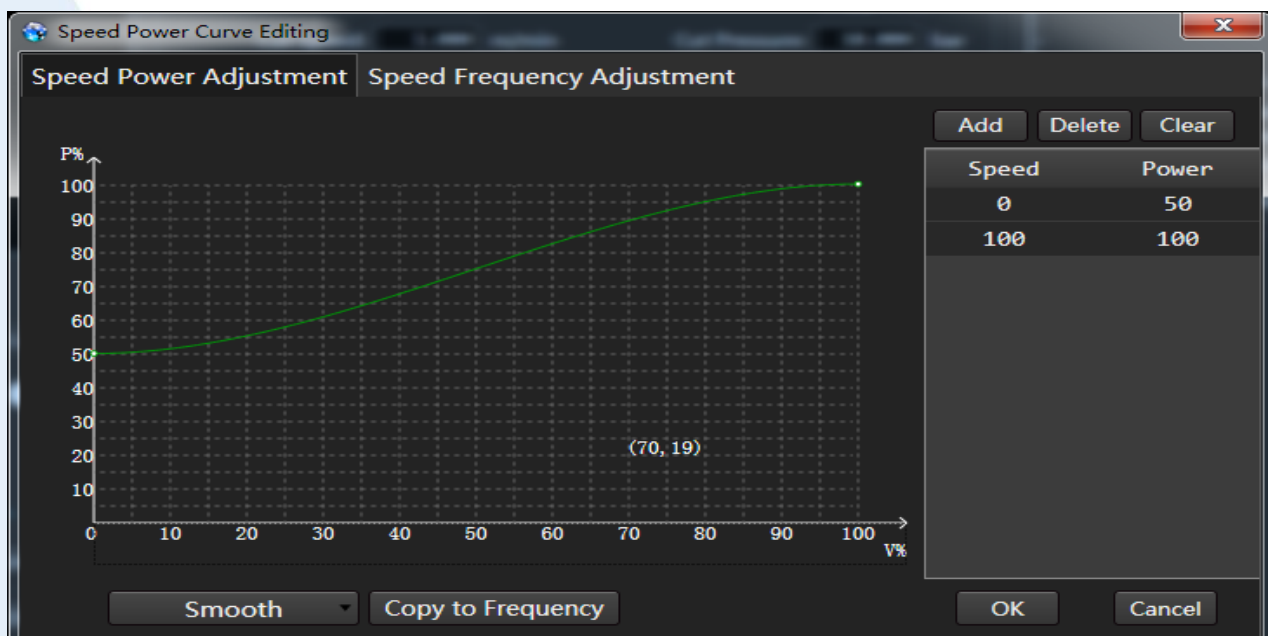 Speed Power Curve Editing
Speed Power Adjustment Speed Frequency Adjustment
Add Delete Clear
Speed Power
0 50
100 100
P%
100
90
80
70
60
50
40
30
20
10
(70, 19)
0 10 20 30 40 50 60 70 80 90 100
V%
Smooth Copy to Frequency OK Cancel